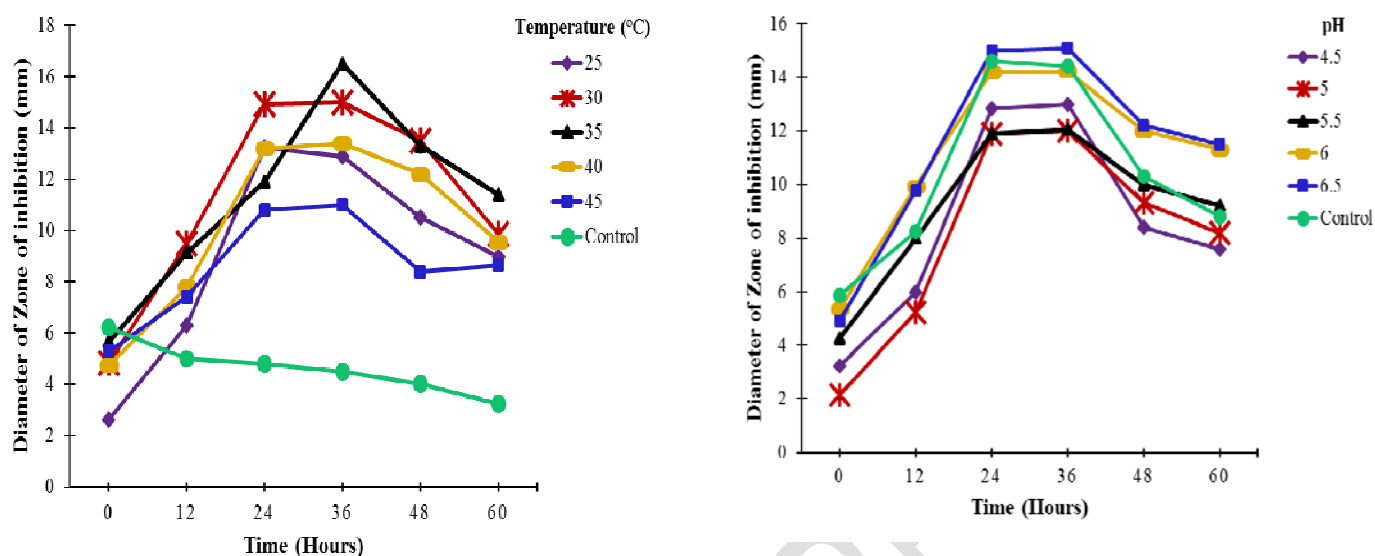 Diameter of Zone of inhibition (mm)
18
16
14
12
10
8
6
4
2
0
0 12 24 36 48 60
Time (Hours)
Temperature (°C)
25
30
35
40
45
Control
Diameter of Zone of inhibition (mm)
16
14
12
10
8
6
4
2
0
0 12 24 36 48 60
Time (Hours)
pH
4.5
5
5.5
6
6.5
Control